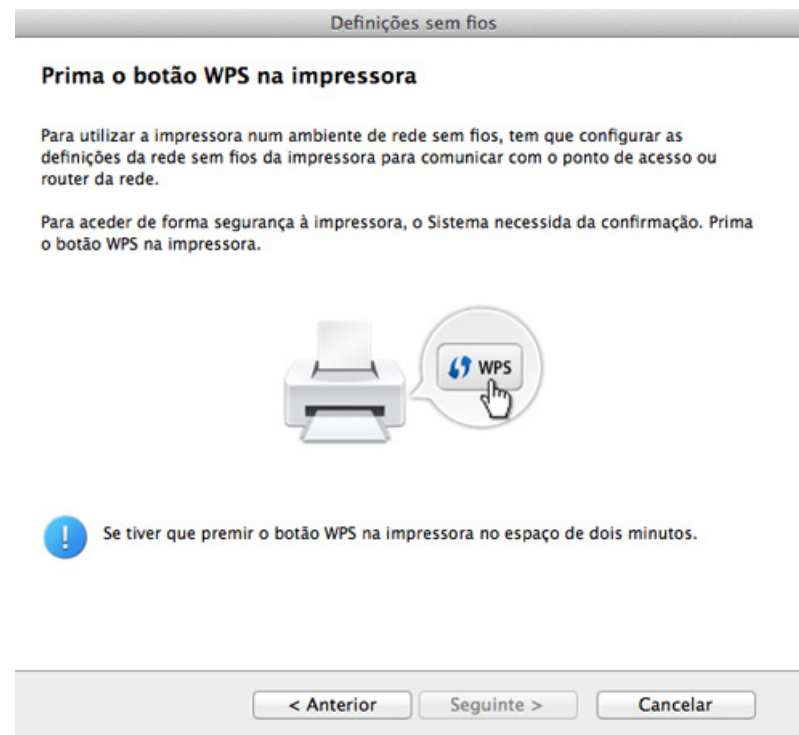 Definições sem fios
Prima o botão WPS na impressora
Para utilizar a impressora num ambiente de rede sem fios, tem que configurar as
definições da rede sem fios da impressora para comunicar com o ponto de acesso ou
router da rede.
Para aceder de forma segurança à impressora, o Sistema necessida da confirmação. Prima
o botão WPS na impressora.
WPS
Se tiver que premir o botão WPS na impressora no espaço de dois minutos.
< Anterior
Seguinte >
Cancelar